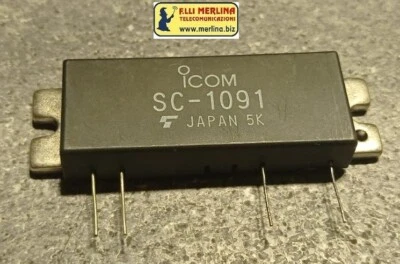 F.LLI MERLINA
TELECOMUNICAZIONI
www.merlina.biz
ICOM
SC-1091
JAPAN 5K